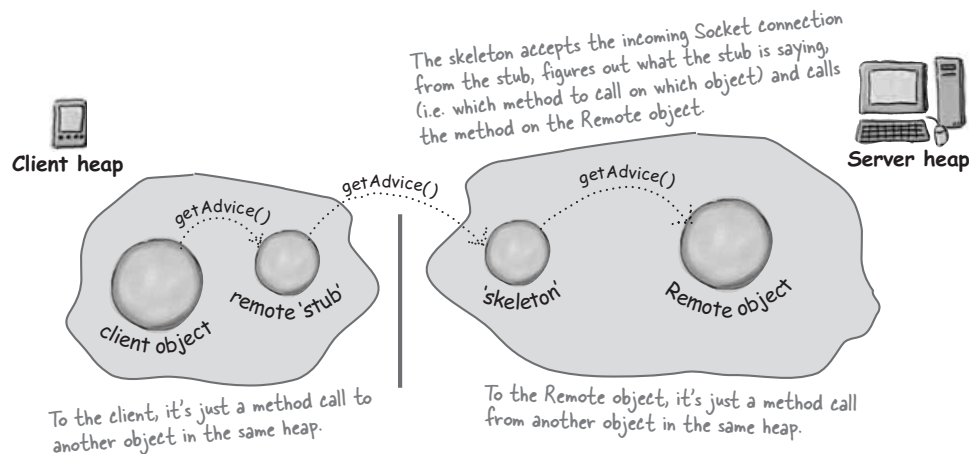 The skeleton accepts the incoming Socket connection
from the stub, figures out what the stub is saying,
(i.e. which method to call on which object) and calls
the method on the Remote object
Client heap
Server heap
getAdvice()
getAdvice()
getAdvice()
client object
remote 'stub'
'skeleton'
Remote object
To the client, it's just a method call to
another object in the same heap.
To the Remote object, it's just a method call
from another object in the same heap.